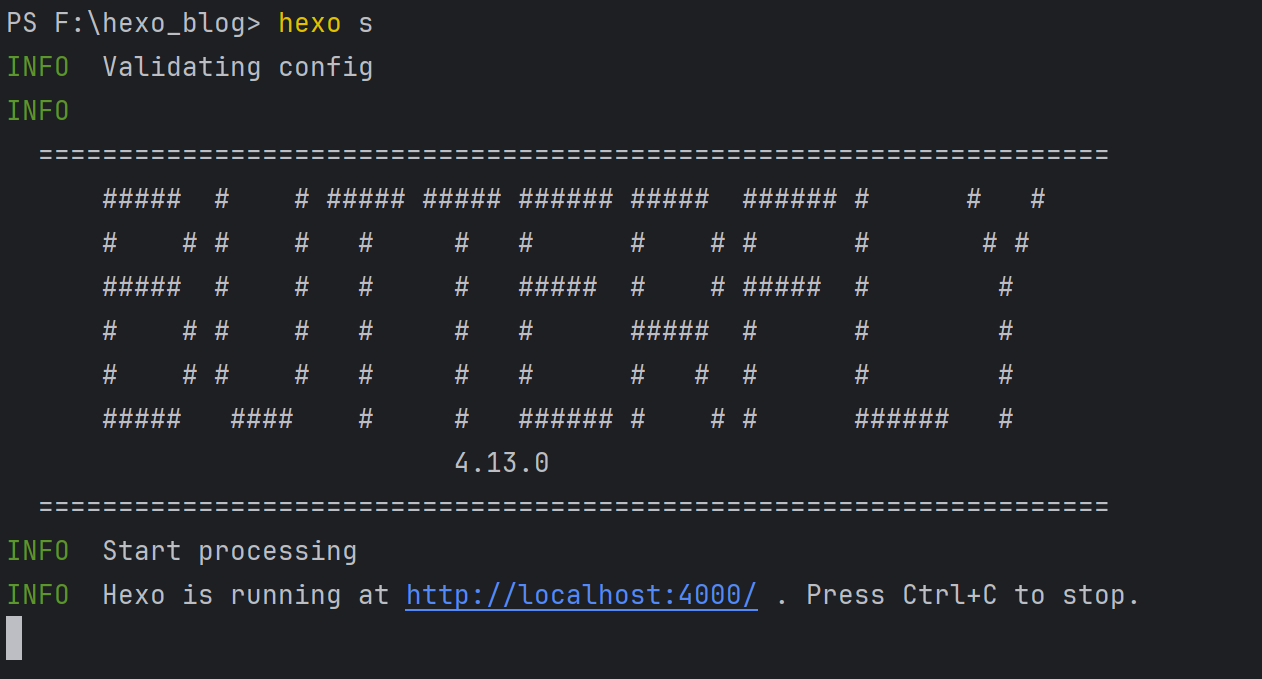 PS F:\hexo_blog> hexo s
INFO  Validating config
INFO
  ===================================================================
      #####  #    # ##### ##### ###### #####  ###### #      #   #
      #    # #    #   #     #   #      #    # #      #       # #
      #####  #    #   #     #   #####  #    # #####  #        #
      #    # #    #   #     #   #      #####  #      #        #
      #    # #    #   #     #   #      #   #  #      #        #
      #####   ####    #     #   ###### #    # #      ######   #
                            4.13.0
  ===================================================================
INFO  Start processing
INFO  Hexo is running at http://localhost:4000/ . Press Ctrl+C to stop.